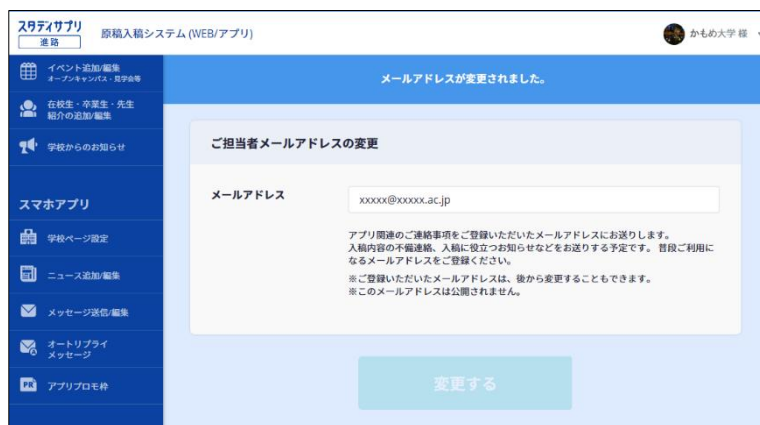 スタディサプリ
進路
原稿入稿システム (WEB/アプリ)
かもめ大学 様
イベント追加/編集
オープンキャンパス・見学会等
在校生・卒業生・先生
紹介の追加/編集
学校からのお知らせ
スマホアプリ
学校ページ設定
ニュース追加/編集
メッセージ送信/編集
オートリプライ
メッセージ
PR
アプリプロモ枠
メールアドレスが変更されました。
ご担当者メールアドレスの変更
メールアドレス
xxxxx@xxxxx.ac.jp
アプリ関連のご連絡事項をご登録いただいたメールアドレスにお送りします。
入稿内容の不備連絡、入稿に役立つお知らせなどをお送りする予定です。 普段ご利用に
なるメールアドレスをご登録ください。
※ご登録いただいたメールアドレスは、後から変更することもできます。
※このメールアドレスは公開されません。
変更する